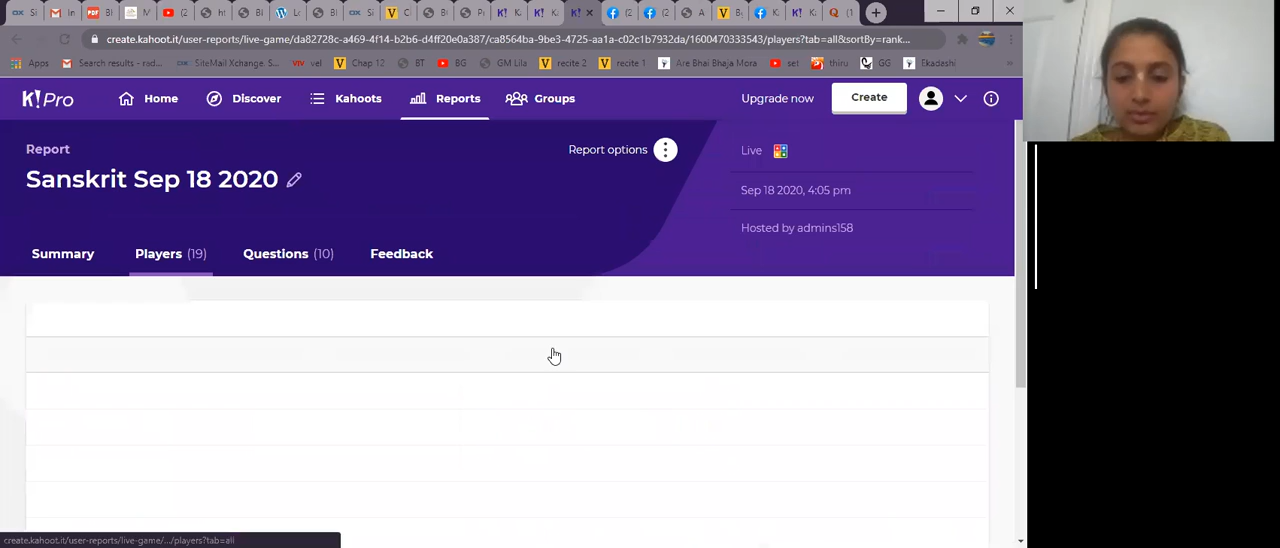 create.kahoot.it/user-reports/live-game/da82728c-a469-4f14-b2b6-d4ff20e0a387/ca8564ba-9be3-4725-aa1a-c02c1b7932da/1600470333543/players?tab=all&sortBy=rank...
Apps Search results - rad... SiteMail Xchange. S... vel Chap 12 BT BG GM Lila recite 2 recite 1 Are Bhai Bhaja Mora set thiru GG Ekadashi
K!Pro Home Discover Kahoots Reports Groups Upgrade now Create
Report
Report options
Live
Sanskrit Sep 18 2020
Sep 18 2020, 4:05 pm
Hosted by admins158
Summary Players (19) Questions (10) Feedback
create.kahoot.it/user-reports/live-game/.../players?tab=all